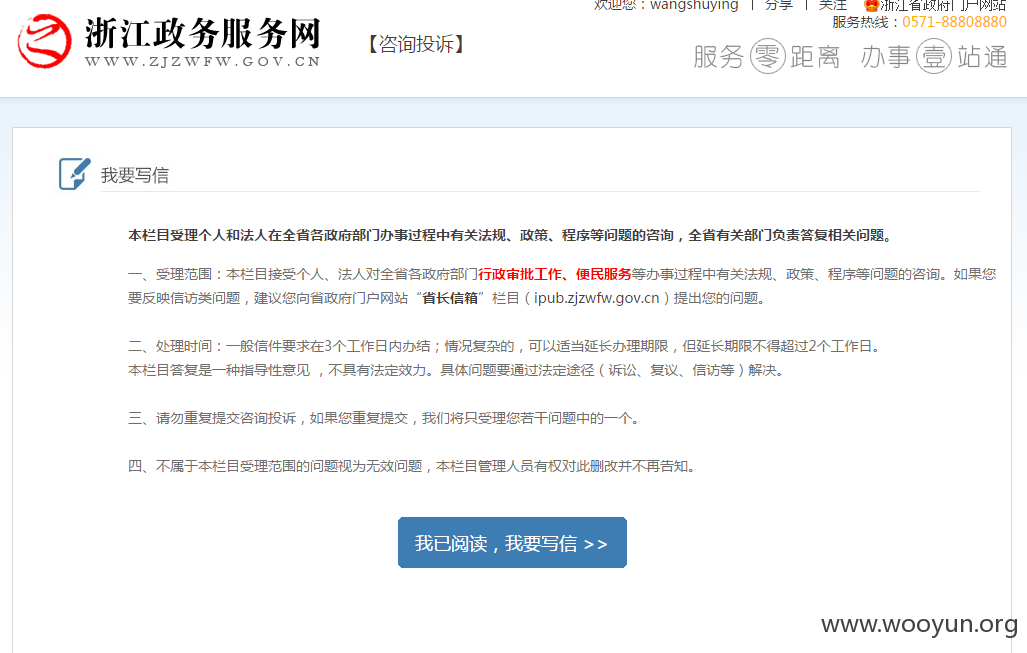 欢迎您：wangshuying | 分享 | 关注 浙江省政府门户网站
服务热线：0571-88808880
浙江政务服务网
WWW.ZJZWFW.GOV.CN
【咨询投诉】
服务零距离 办事壹站通
我要写信
本栏目受理个人和法人在全省各政府部门办事过程中有关法规、政策、程序等问题的咨询，全省有关部门负责答复相关问题。
一、受理范围：本栏目接受个人、法人对全省各政府部门行政审批工作、便民服务等办事过程中有关法规、政策、程序等问题的咨询。如果您
要反映信访类问题，建议您向省政府门户网站“省长信箱”栏目（ipub.zjzwfw.gov.cn）提出您的问题。
二、处理时间：一般信件要求在3个工作日内办结；情况复杂的，可以适当延长办理期限，但延长期限不得超过2个工作日。
本栏目答复是一种指导性意见 ，不具有法定效力。具体问题要通过法定途径（诉讼、复议、信访等）解决。
三、请勿重复提交咨询投诉，如果您重复提交，我们将只受理您若干问题中的一个。
四、不属于本栏目受理范围的问题视为无效问题，本栏目管理人员有权对此删改并不再告知。
我已阅读，我要写信 >>
www.wooyun.org